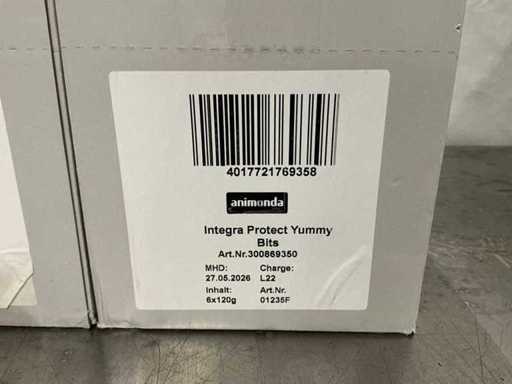 4017721769358
animonda
Integra Protect Yummy
Bits
Art.Nr.300869350
MHD: Charge:
27.05.2026 L22
Inhalt: Art.Nr.
6x120g 01235F